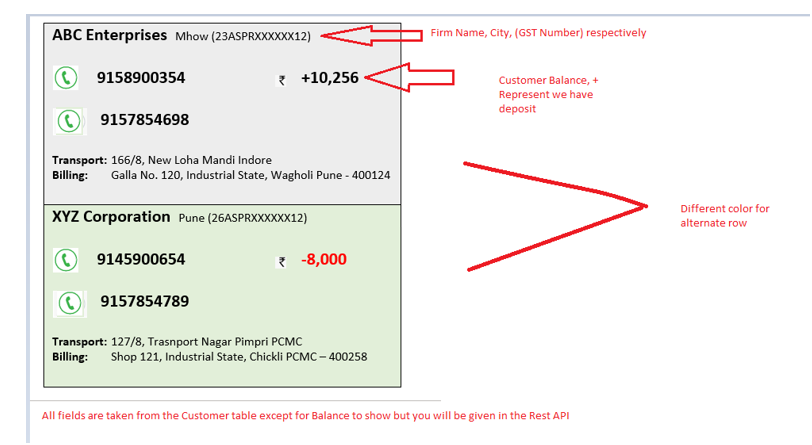 ABC Enterprises Mhow (23ASPRXXXXXX12)
Firm Name, City, (GST Number) respectively
9158900354 ₹ +10,256
Customer Balance, +
Represent we have
deposit
9157854698
Transport: 166/8, New Loha Mandi Indore
Billing: Galla No. 120, Industrial State, Wagholi Pune - 400124
XYZ Corporation Pune (26ASPRXXXXXX12)
Different color for
alternate row
9145900654 ₹ -8,000
9157854789
Transport: 127/8, Trasnport Nagar Pimpri PCMC
Billing: Shop 121, Industrial State, Chickli PCMC – 400258
All fields are taken from the Customer table except for Balance to show but you will be given in the Rest API